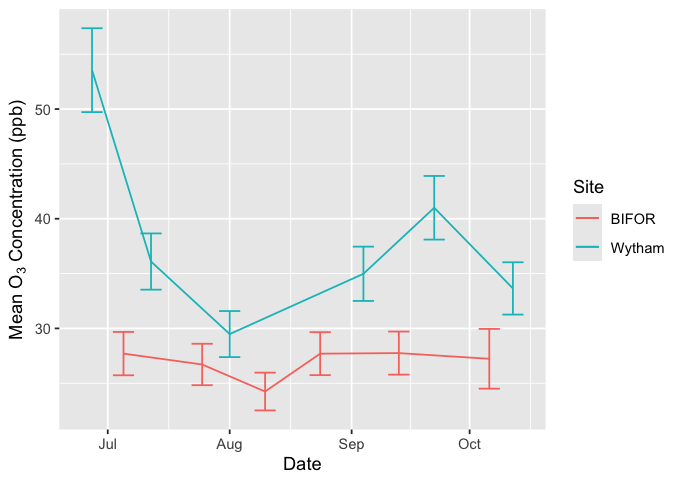 50
40
30
Mean O₃ Concentration (ppb)
Jul
Aug
Sep
Oct
Date
Site
BIFOR
Wytham